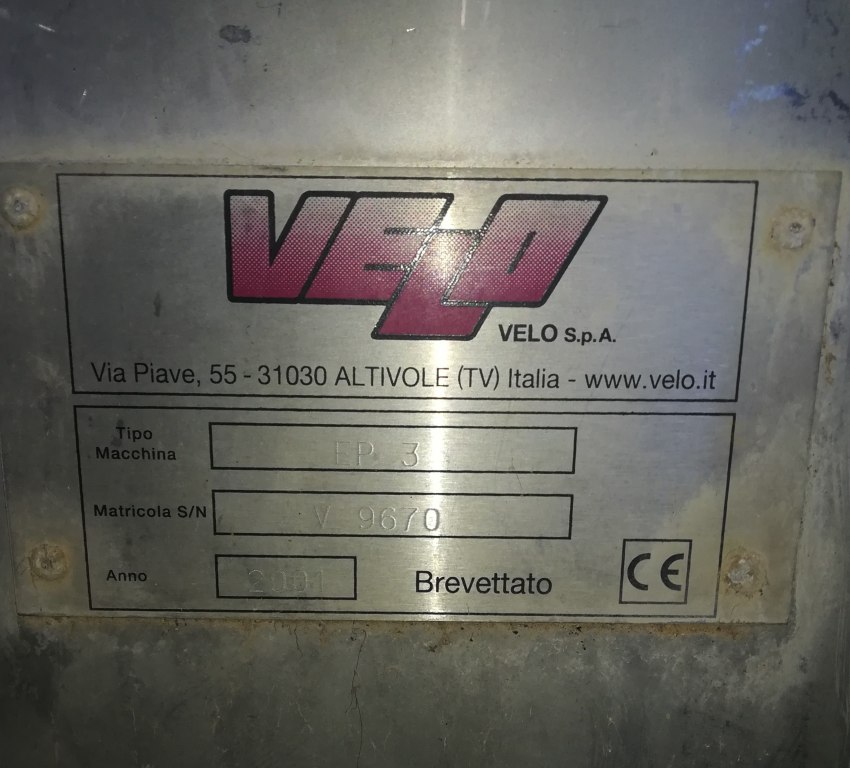 VELO
VELO S.p.A.
Via Piave, 55 - 31030 ALTIVOLE (TV) Italia - www.velo.it
Tipo
Macchina
3
Matricola S/N
V 9670
Anno
2001
Brevettato
CE